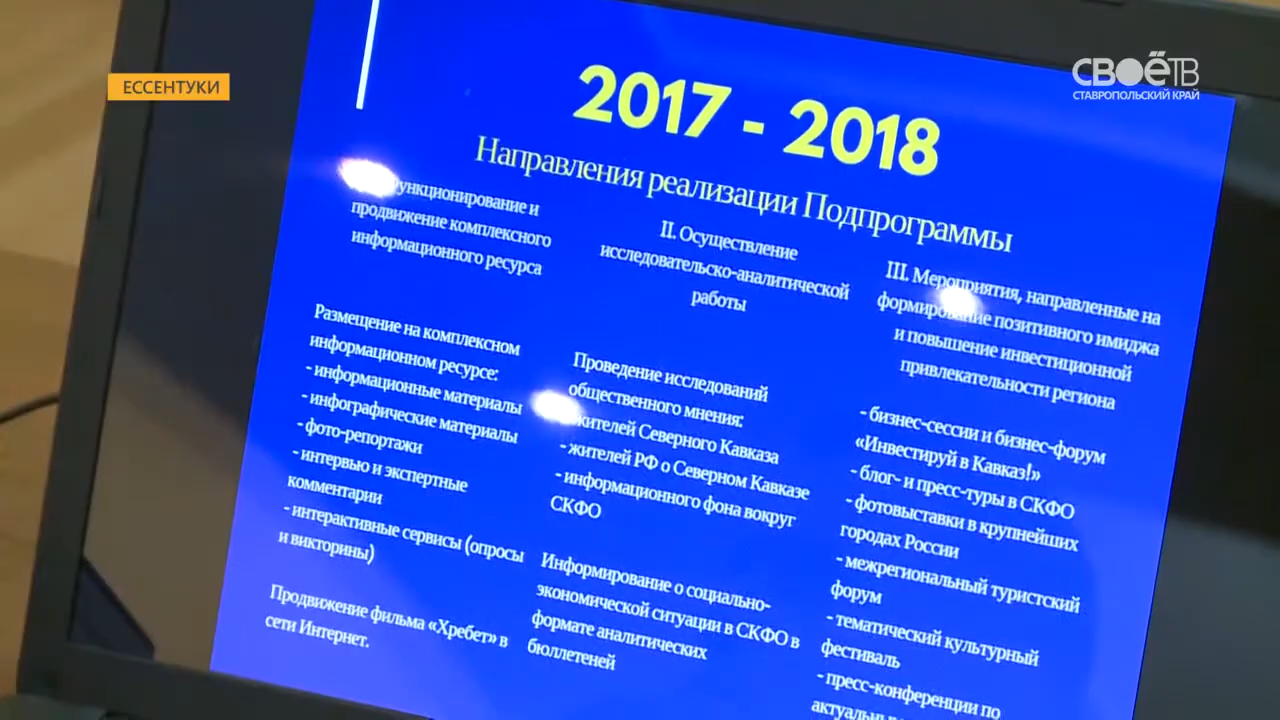 ЕССЕНТУКИ
СВОЁТВ
СТАВРОПОЛЬСКИЙ КРАЙ
2017 - 2018
Направления реализации Подпрограммы
продвижение комплексного
информационного ресурса
Размещение на комплексном
информационном ресурсе:
- информационные материалы
- инфографические материалы
- фото-репортажи
- интервью и экспертные
комментарии
- интерактивные сервисы (опросы
и викторины)
Продвижение фильма «Хребет» в
сети Интернет.
II. Осуществление
исследовательско-аналитической
работы
Проведение исследований
общественного мнения:
жителей Северного Кавказа
- жителей РФ о Северном Кавказе
- информационного фона вокруг
СКФО
Информирование о социально-
экономической ситуации в СКФО в
формате аналитических
бюллетеней
III. Мероприятия, направленные на
формирование позитивного имиджа
и повышение инвестиционной
привлекательности региона
- бизнес-сессии и бизнес-форум
«Инвестируй в Кавказ!»
- блог- и пресс-туры в СКФО
- фотовыставки в крупнейших
городах России
- межрегиональный туристский
форум
- тематический культурный
фестиваль
- пресс-конференции по